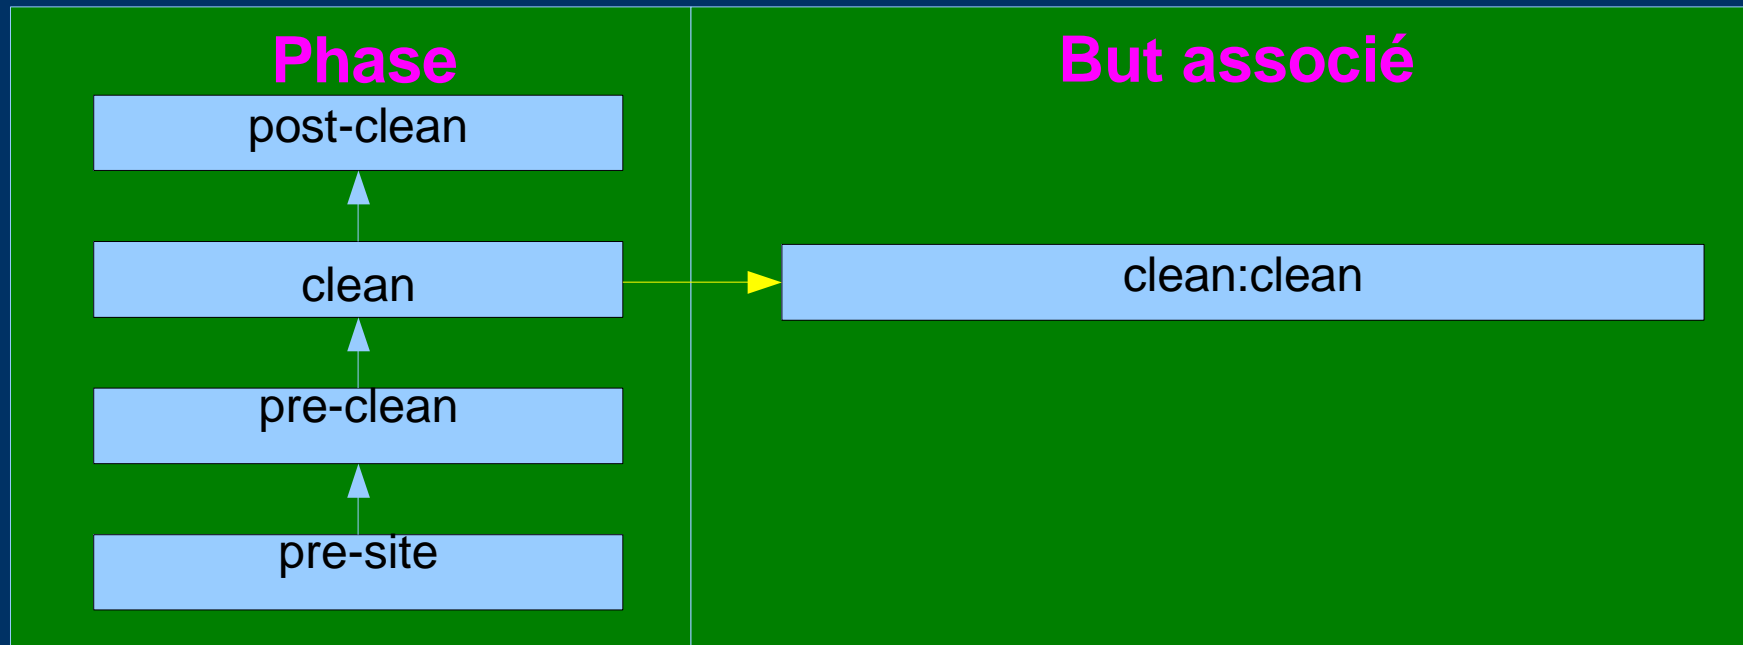 Phase
But associé
post-clean
clean
clean:clean
pre-clean
pre-site